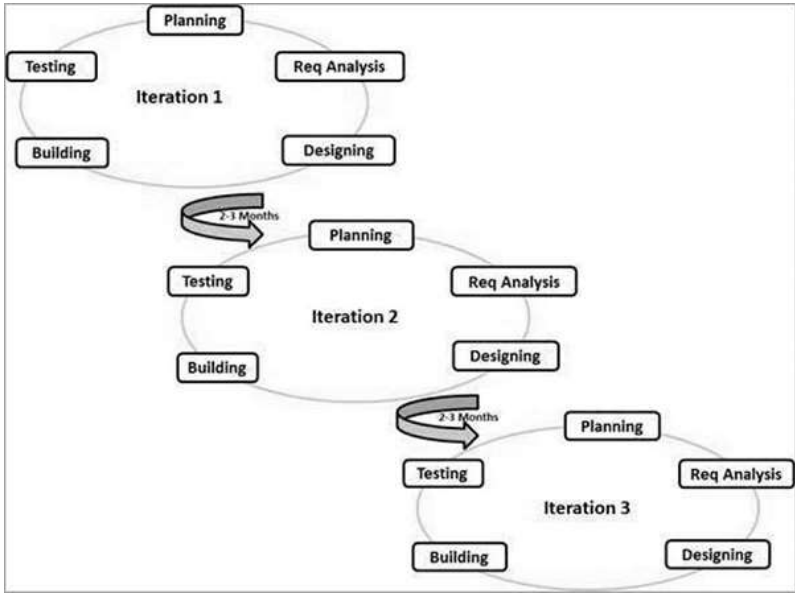 Planning
Testing
Req Analysis
Iteration 1
Building
Designing
2-3 Months
Planning
Testing
Req Analysis
Iteration 2
Building
Designing
2-3 Months
Planning
Testing
Req Analysis
Iteration 3
Building
Designing